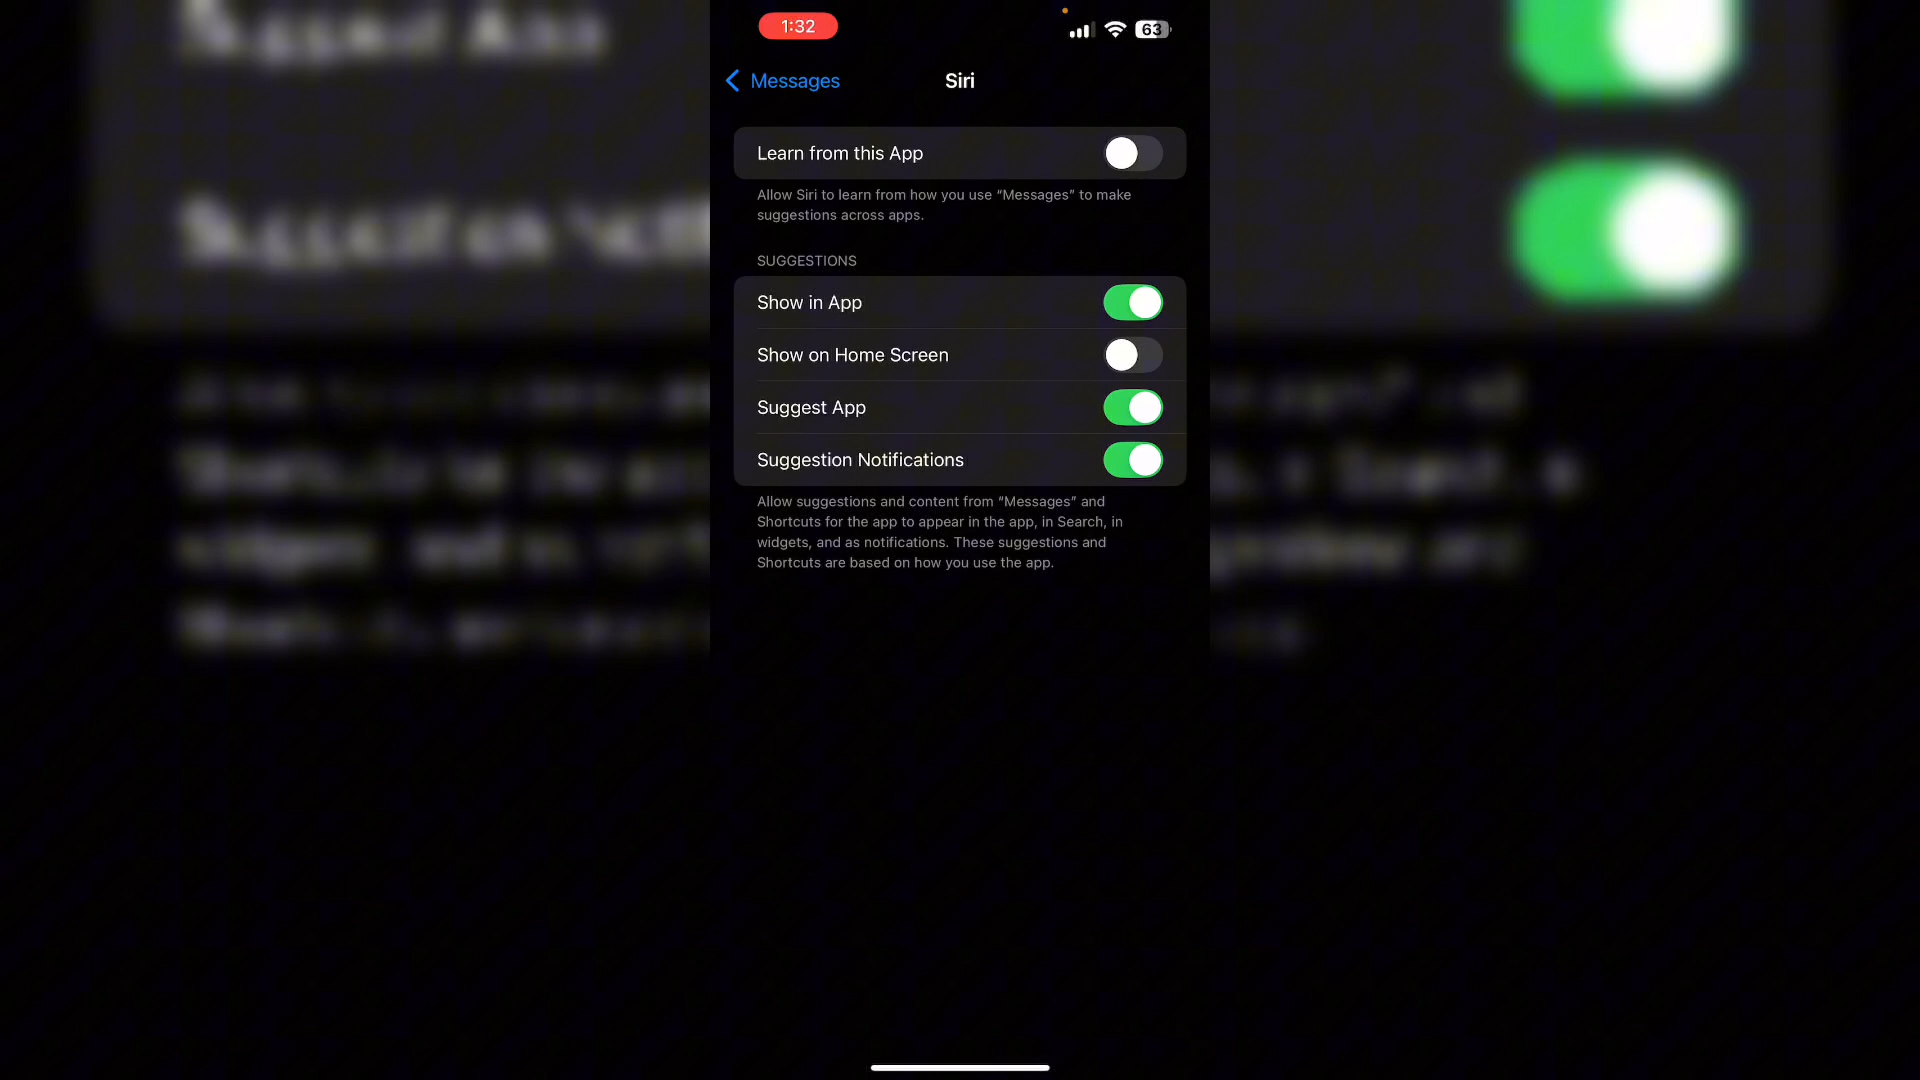 1:32
63
Messages
Siri
Learn from this App
Allow Siri to learn from how you use “Messages” to make
suggestions across apps.
SUGGESTIONS
Show in App
Show on Home Screen
Suggest App
Suggestion Notifications
Allow suggestions and content from “Messages” and
Shortcuts for the app to appear in the app, in Search, in
widgets, and as notifications. These suggestions and
Shortcuts are based on how you use the app.